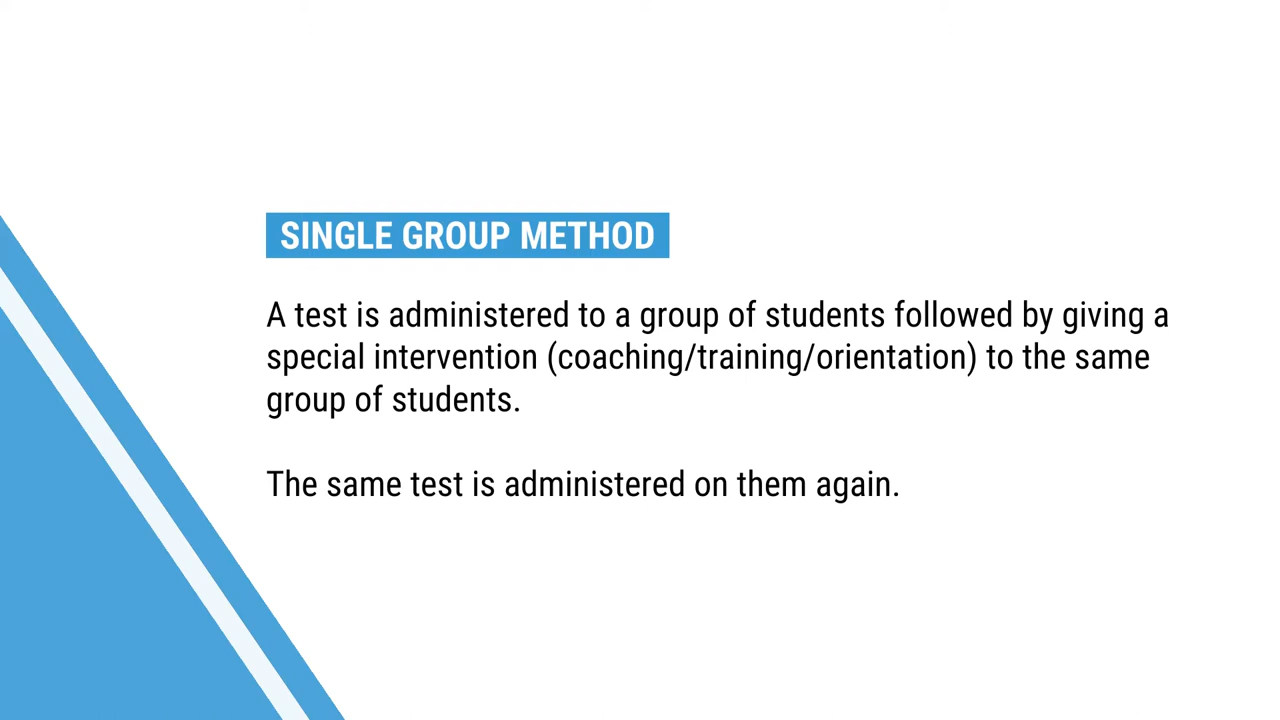 SINGLE GROUP METHOD
A test is administered to a group of students followed by giving a
special intervention (coaching/training/orientation) to the same
group of students.
The same test is administered on them again.